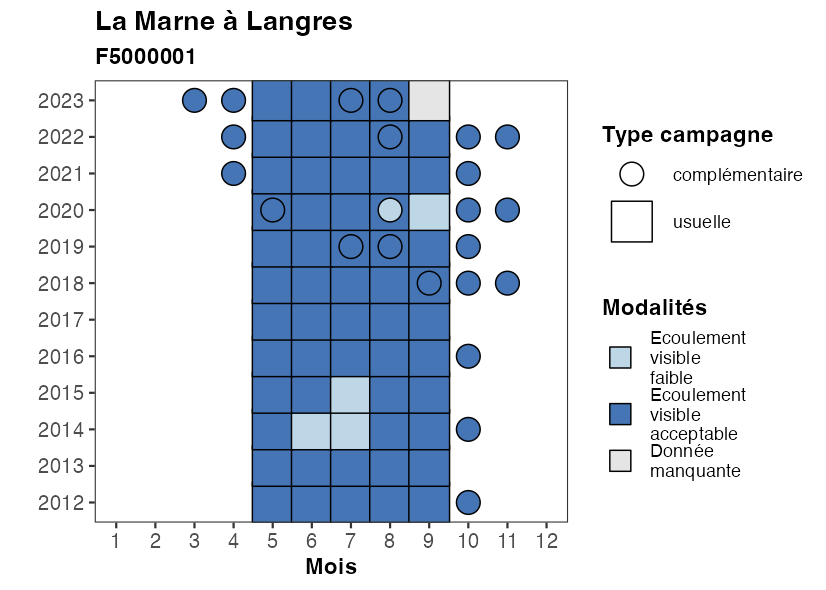 La Marne à Langres
F5000001
2023
2022
2021
2020
2019
2018
2017
2016
2015
2014
2013
2012
1 2 3 4 5 6 7 8 9 10 11 12
Mois
Type campagne
complémentaire
usuelle
Modalités
Ecoulement
visible
faible
Ecoulement
visible
acceptable
Donnée
manquante